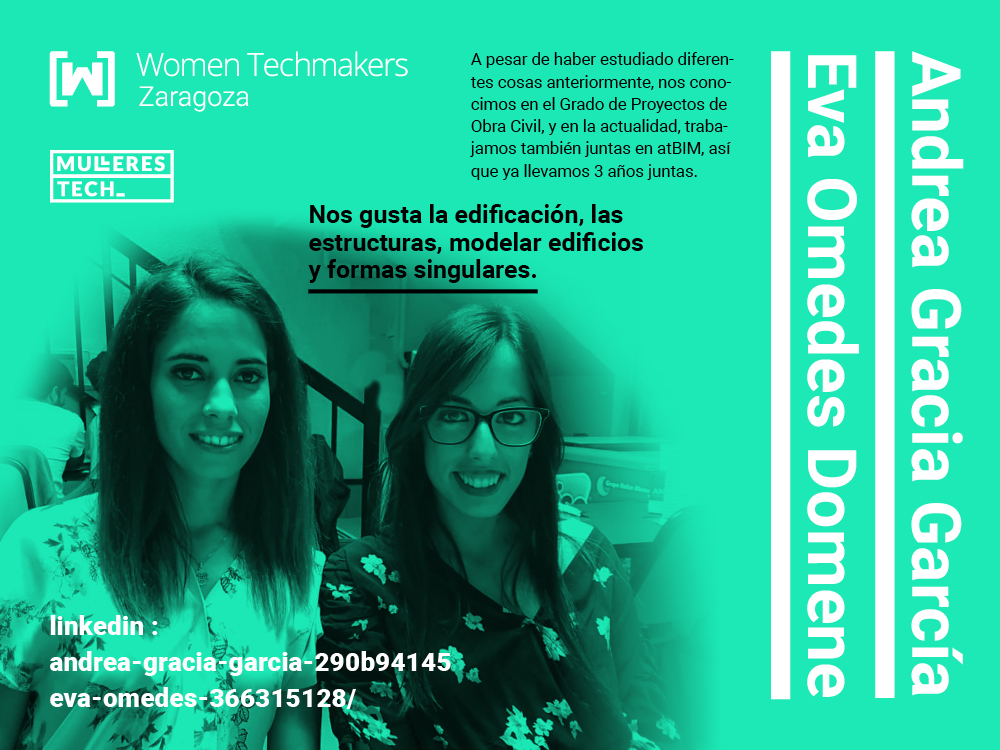 Women Techmakers
Zaragoza
MUJERES
TECH_
A pesar de haber estudiado diferen-
tes cosas anteriormente, nos cono-
cimos en el Grado de Proyectos de
Obra Civil, y en la actualidad, traba-
jamos también juntas en atBIM, así
que ya llevamos 3 años juntas.
Nos gusta la edificación, las
estructuras, modelar edificios
y formas singulares.
Andrea Gracia García
Eva Omedes Domene
linkedin :
andrea-gracia-garcia-290b94145
eva-omedes-366315128/